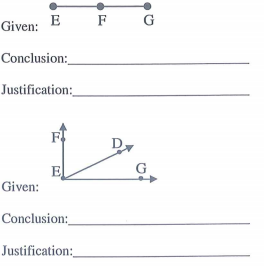 E F G
Given:
Conclusion:
Justification:
F
D
E G
Given:
Conclusion:
Justification: